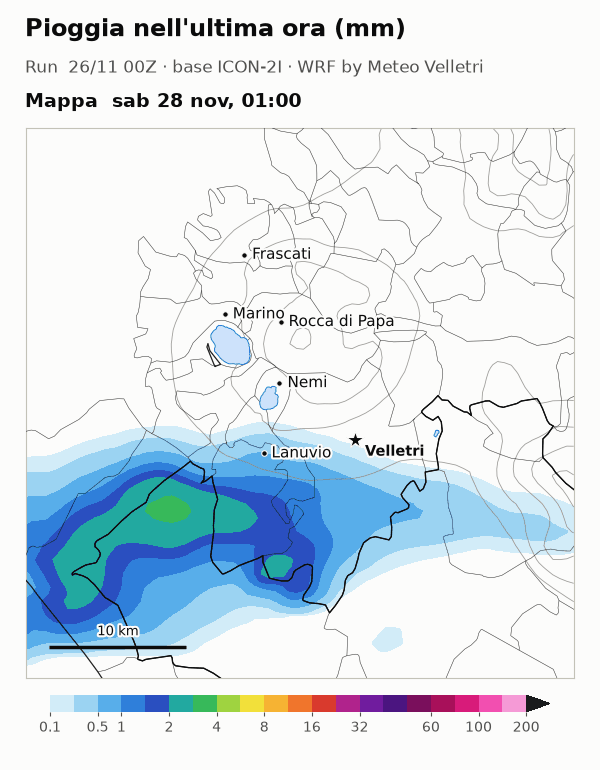 Pioggia nell'ultima ora (mm)
Run  26/11 00Z · base ICON-2I · WRF by Meteo Velletri
Mappa  sab 28 nov, 01:00
Frascati
Marino
Rocca di Papa
Nemi
Velletri
Lanuvio
10 km
0.1 0.5 1 2 4 8 16 32 60 100 200